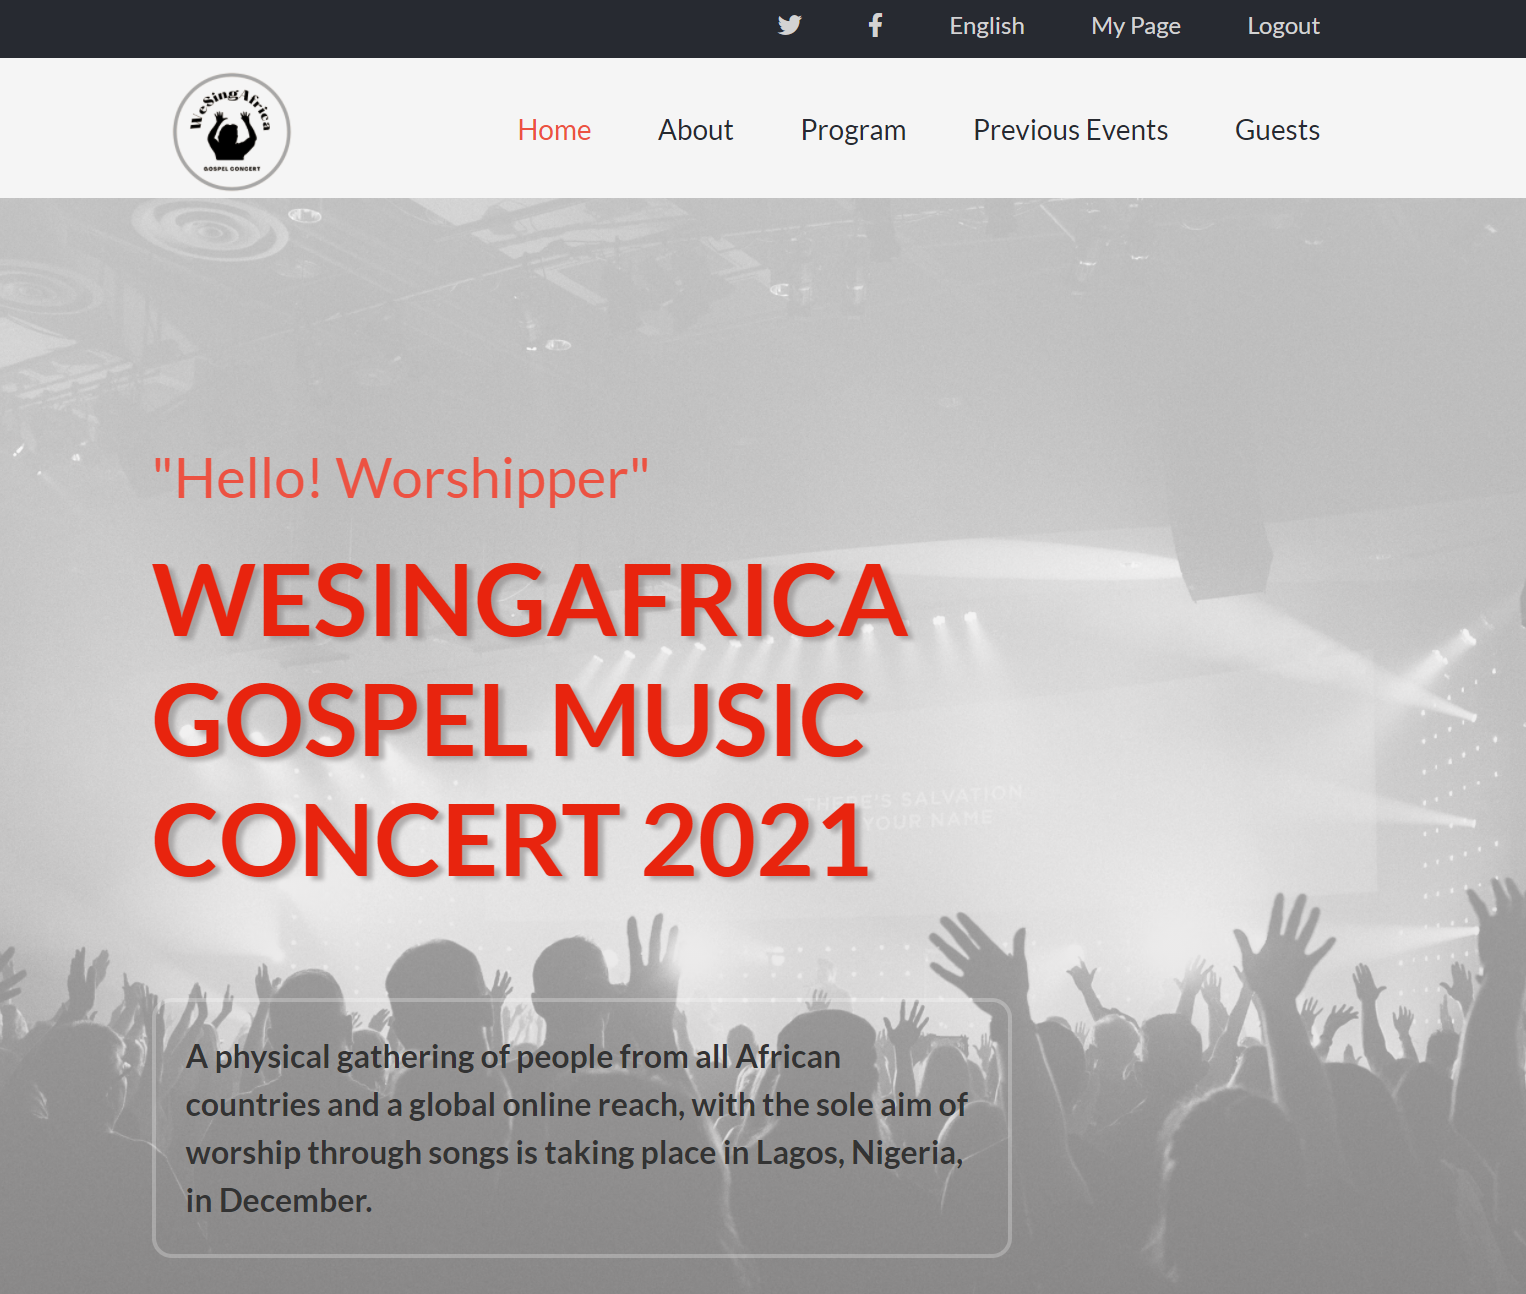 English My Page Logout
WeSingAfrica
GOSPEL CONCERT
Home About Program Previous Events Guests
"Hello! Worshipper"
WESINGAFRICA
GOSPEL MUSIC
CONCERT 2021
THERE'S SALVATION
YOUR NAME
A physical gathering of people from all African
countries and a global online reach, with the sole aim of
worship through songs is taking place in Lagos, Nigeria,
in December.